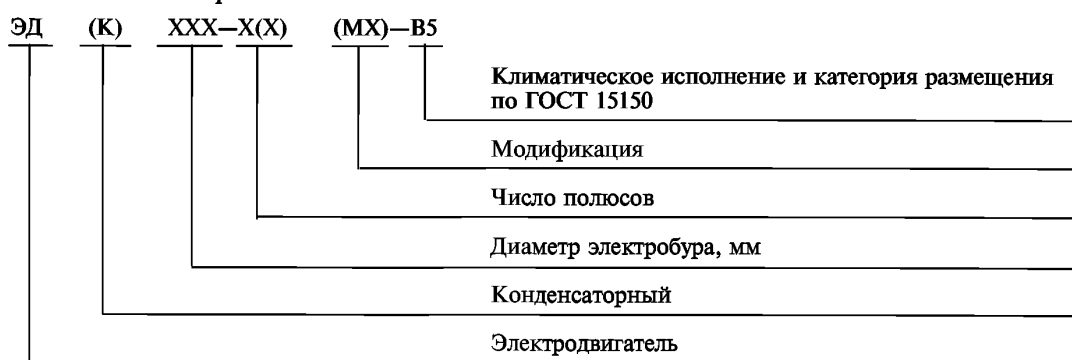 ЭД (К) ХХХ—Х(Х) (МХ)—В5
Климатическое исполнение и категория размещения
по ГОСТ 15150
Модификация
Число полюсов
Диаметр электробура, мм
Конденсаторный
Электродвигатель